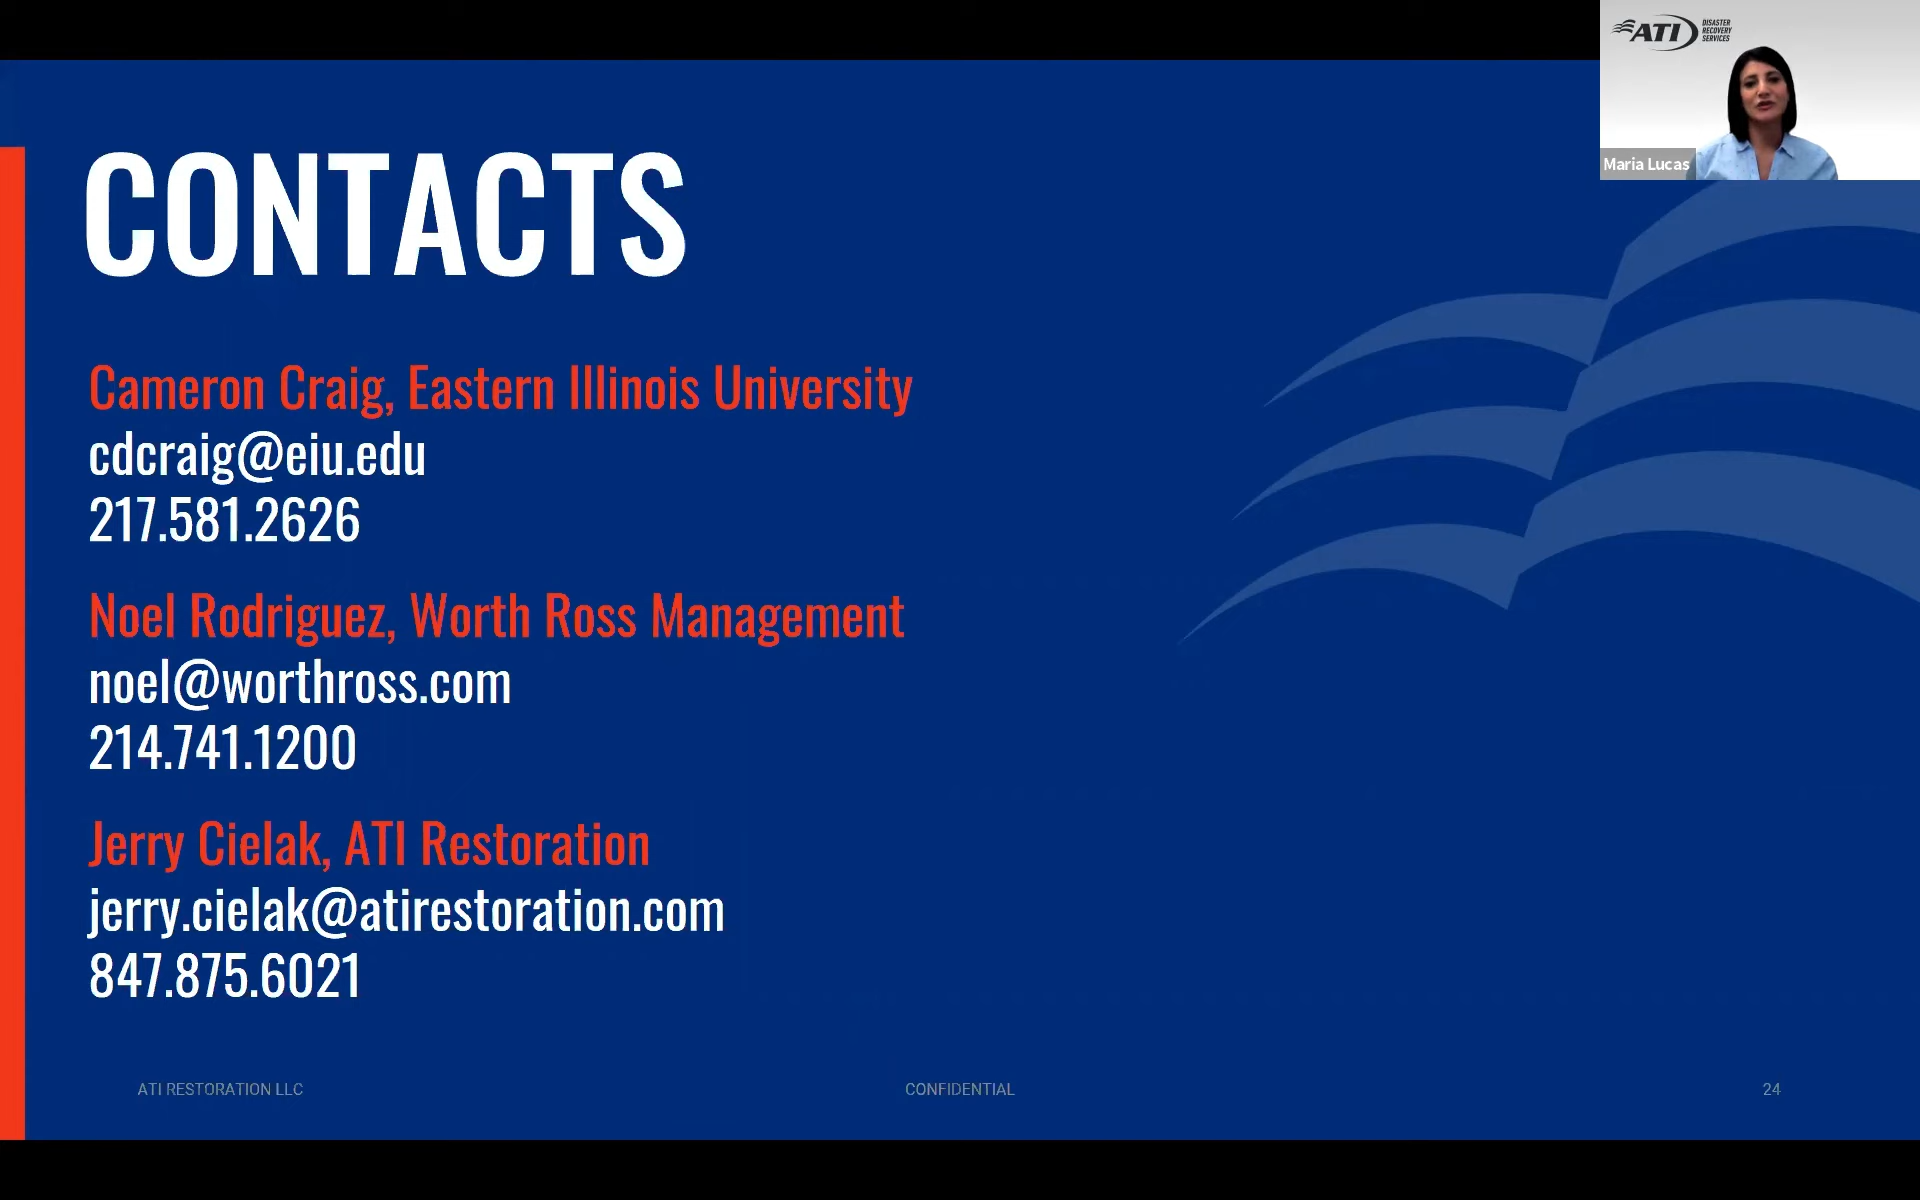 ATI DISASTER
RECOVERY
SERVICES
Maria Lucas
CONTACTS
Cameron Craig, Eastern Illinois University
cdcraig@eiu.edu
217.581.2626
Noel Rodriguez, Worth Ross Management
noel@worthross.com
214.741.1200
Jerry Cielak, ATI Restoration
jerry.cielak@atirestoration.com
847.875.6021
ATI RESTORATION LLC
CONFIDENTIAL
24